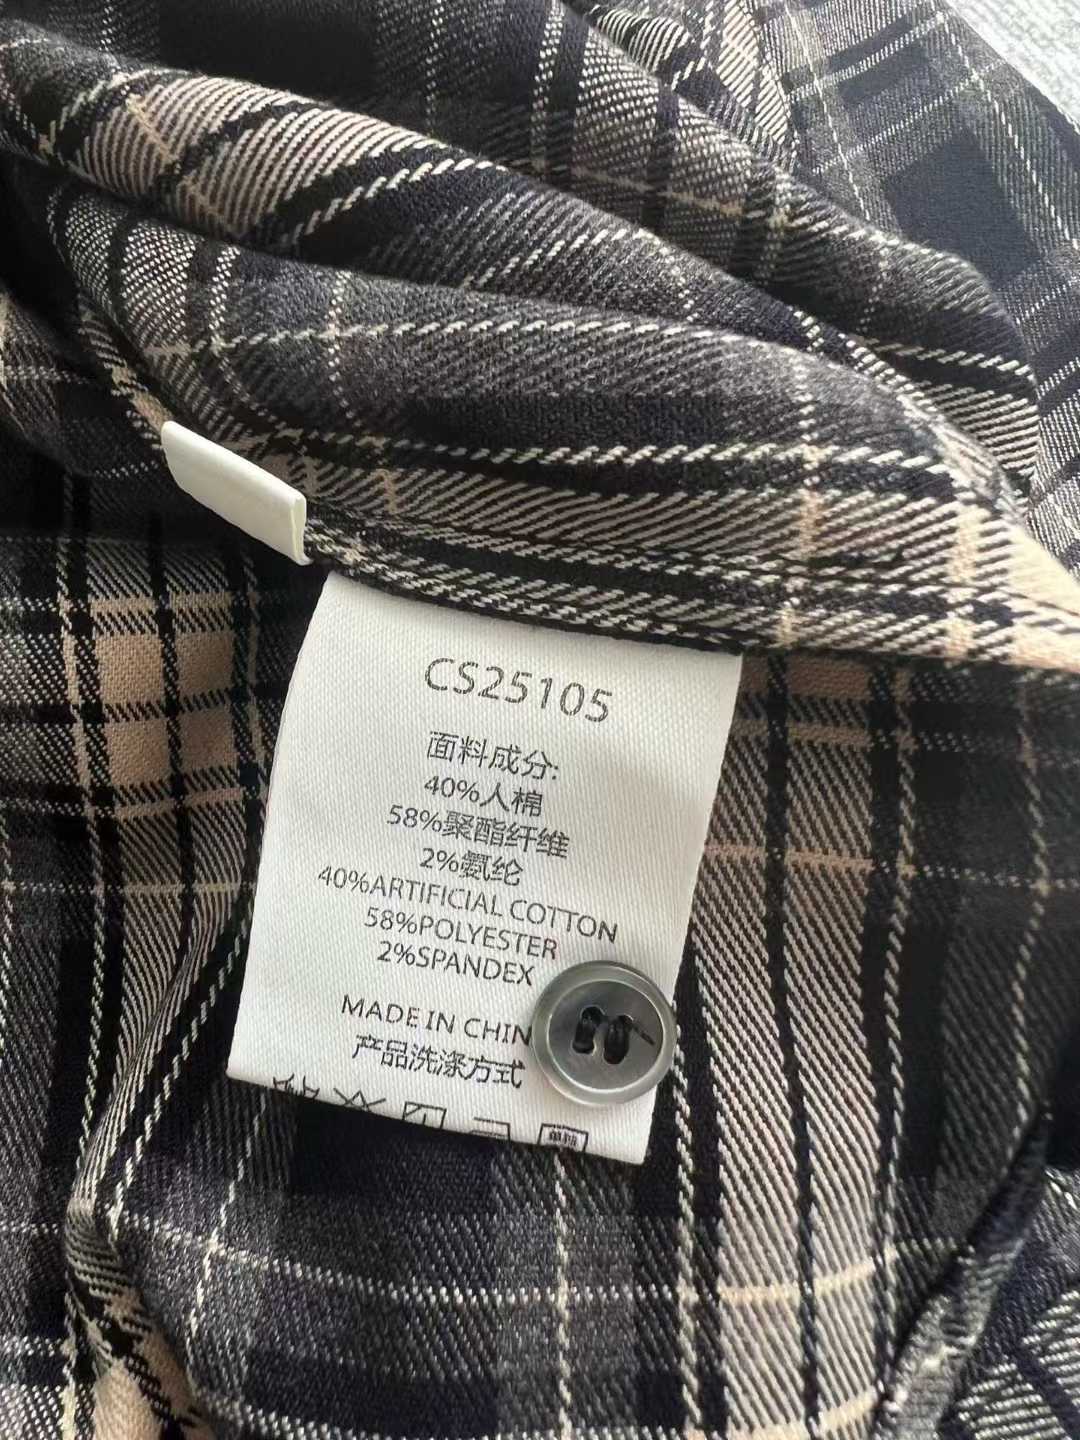 CS25105
面料成分:
40%人棉
58%聚酯纤维
2%氨纶
40%ARTIFICIAL COTTON
58%POLYESTER
2%SPANDEX
MADE IN CHIN
产品洗涤方式